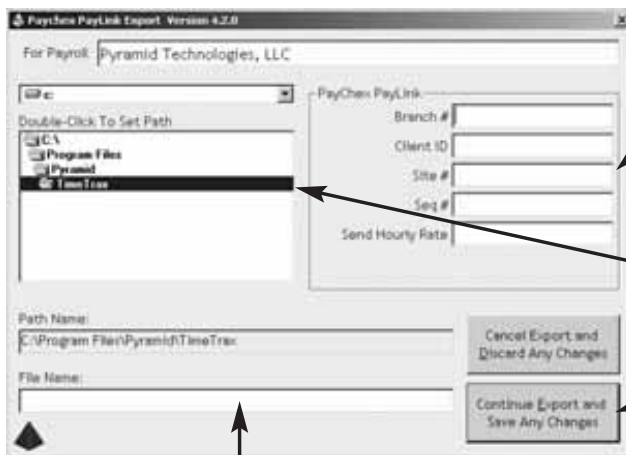 Paychex PayLink Export Version 4.2.0
x
For Payroll: Pyramid Technologies, LLC
c:
Double-Click To Set Path
C:\
Program Files
Pyramid
TimeTrax
PayChex PayLink
Branch #
Client ID
Site #
Seq #
Send Hourly Rate
Path Name:
C:\Program Files\Pyramid\TimeTrax
File Name:
Cancel Export and
Discard Any Changes
Continue Export and
Save Any Changes